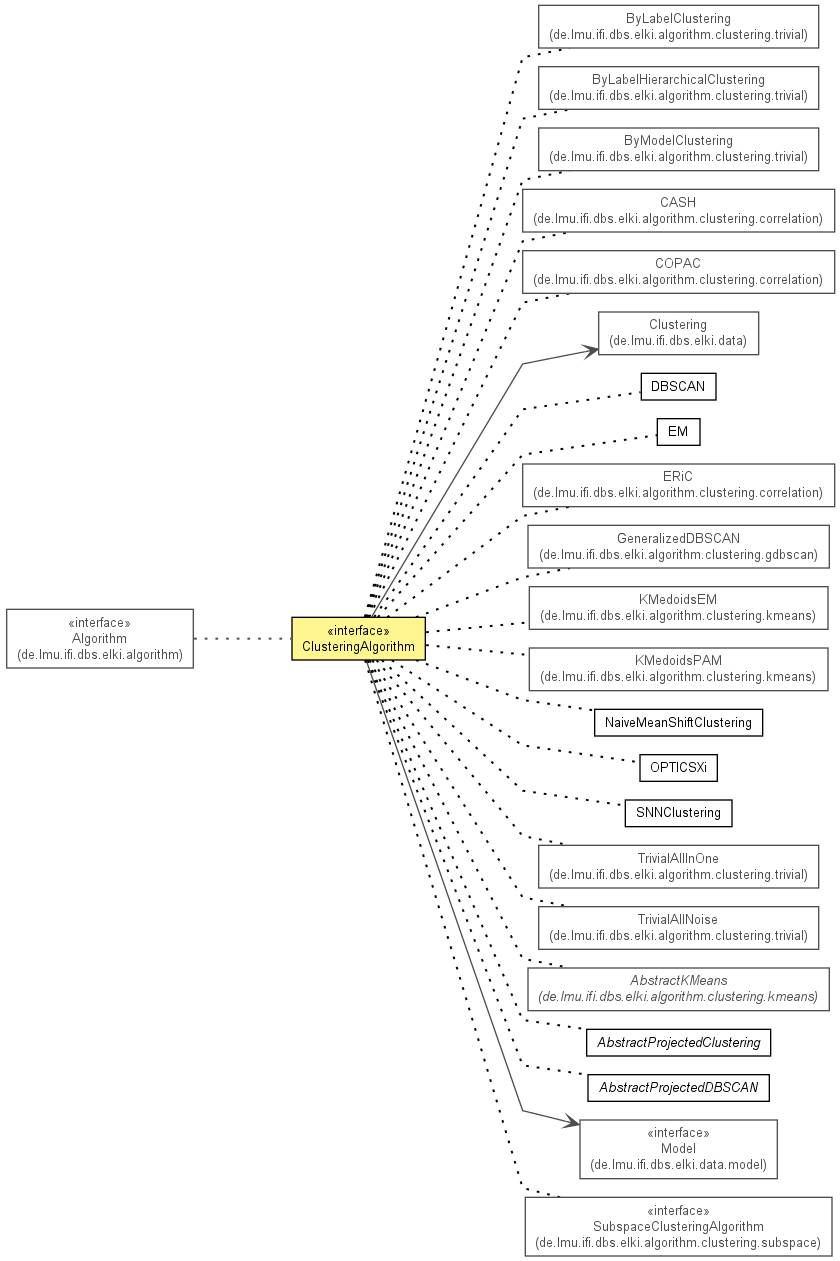 ByLabelClustering
(de.lmu.ifi.dbs.elki.algorithm.clustering.trivial)
ByLabelHierarchicalClustering
(de.lmu.ifi.dbs.elki.algorithm.clustering.trivial)
ByModelClustering
(de.lmu.ifi.dbs.elki.algorithm.clustering.trivial)
CASH
(de.lmu.ifi.dbs.elki.algorithm.clustering.correlation)
COPAC
(de.lmu.ifi.dbs.elki.algorithm.clustering.correlation)
Clustering
(de.lmu.ifi.dbs.elki.data)
DBSCAN
EM
ERiC
(de.lmu.ifi.dbs.elki.algorithm.clustering.correlation)
GeneralizedDBSCAN
(de.lmu.ifi.dbs.elki.algorithm.clustering.gdbscan)
KMedoidsEM
(de.lmu.ifi.dbs.elki.algorithm.clustering.kmeans)
«interface»
Algorithm
(de.lmu.ifi.dbs.elki.algorithm)
«interface»
ClusteringAlgorithm
KMedoidsPAM
(de.lmu.ifi.dbs.elki.algorithm.clustering.kmeans)
NaiveMeanShiftClustering
OPTICSXi
SNNClustering
TrivialAllInOne
(de.lmu.ifi.dbs.elki.algorithm.clustering.trivial)
TrivialAllNoise
(de.lmu.ifi.dbs.elki.algorithm.clustering.trivial)
AbstractKMeans
(de.lmu.ifi.dbs.elki.algorithm.clustering.kmeans)
AbstractProjectedClustering
AbstractProjectedDBSCAN
«interface»
Model
(de.lmu.ifi.dbs.elki.data.model)
«interface»
SubspaceClusteringAlgorithm
(de.lmu.ifi.dbs.elki.algorithm.clustering.subspace)